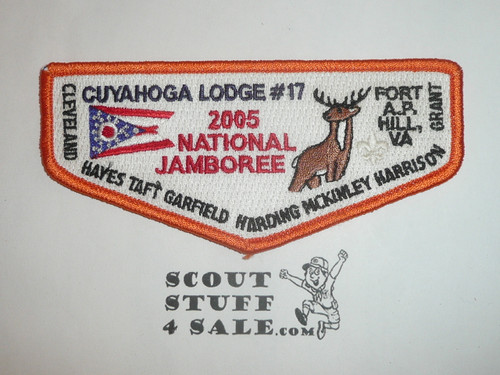 CUYAHOGA LODGE #17
2005
NATIONAL
JAMBOREE
CLEVELAND
FORT
A.P.
HILL,
VA
GRANT
HAYES TAFT GARFIELD HARDING MCKINLEY HARRISON
SCOUT
STUFF
4 SALE.COM